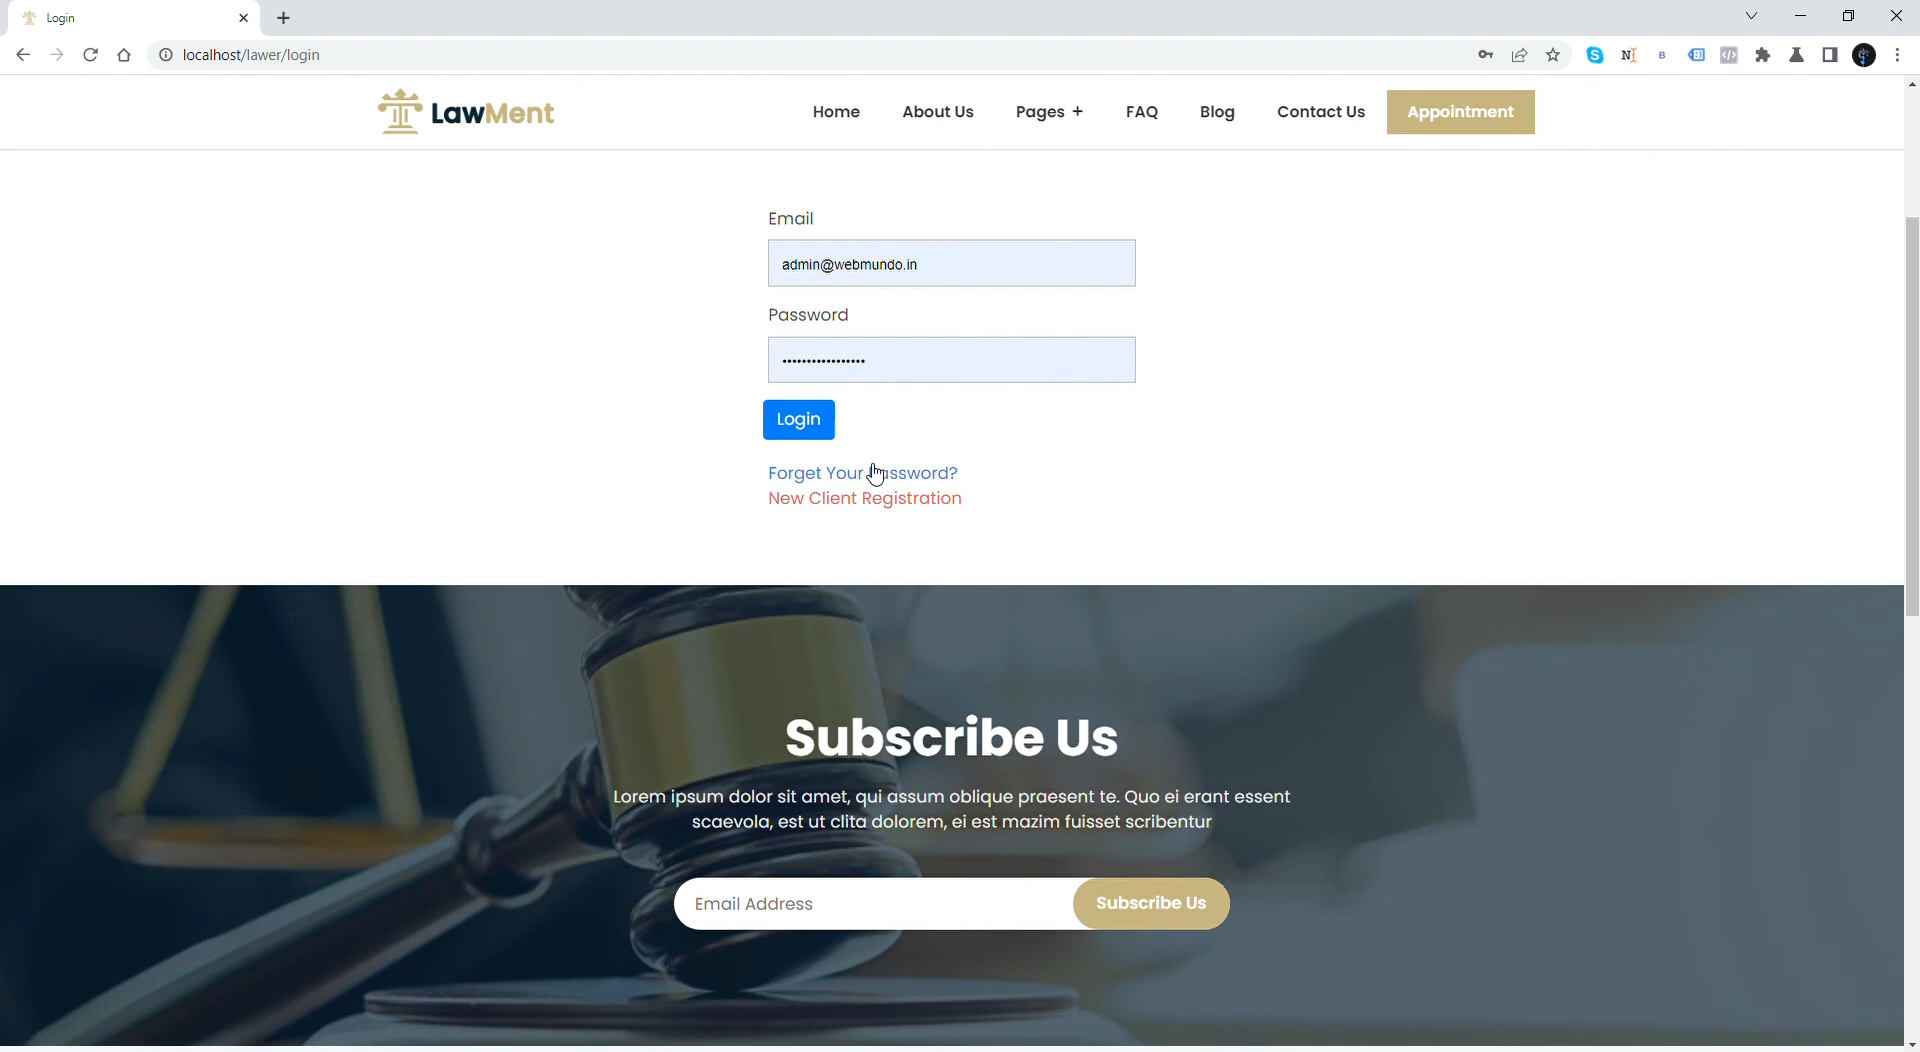 Login
localhost/lawer/login
LawMent
Home
About Us
Pages +
FAQ
Blog
Contact Us
Appointment
Email
admin@webmundo.in
Password
•••••••••••••••••
Login
Forget Your Password?
New Client Registration
Subscribe Us
Lorem ipsum dolor sit amet, qui assum oblique praesent te. Quo ei erant essent
scaevola, est ut clita dolorem, ei est mazim fuisset scribentur
Email Address
Subscribe Us